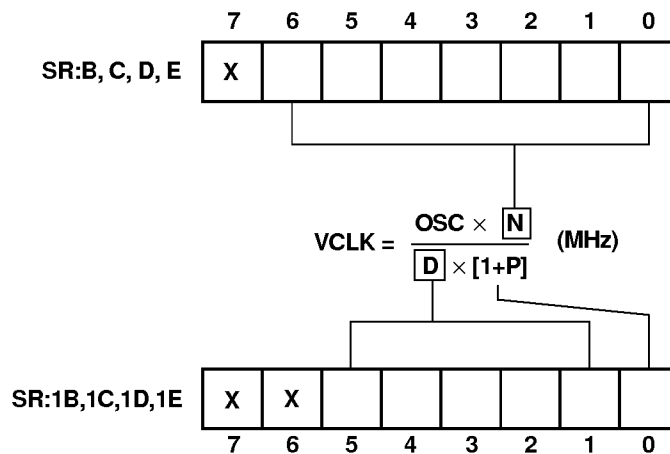 7 6 5 4 3 2 1 0
SR:B, C, D, E X
OSC × N
VCLK = (MHz)
D × [1+P]
SR:1B,1C,1D,1E X X
7 6 5 4 3 2 1 0